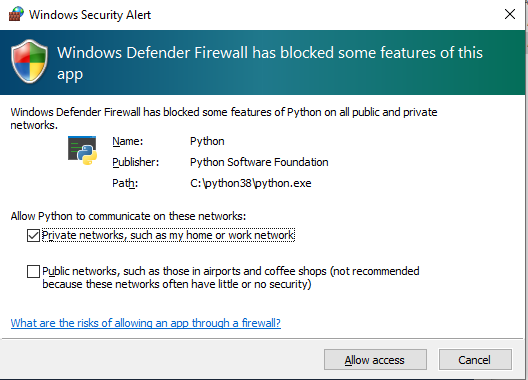 Windows Security Alert
Windows Defender Firewall has blocked some features of this
app
Windows Defender Firewall has blocked some features of Python on all public and private
networks.
Name: Python
Publisher: Python Software Foundation
Path: C:\python38\python.exe
Allow Python to communicate on these networks:
Private networks, such as my home or work network
Public networks, such as those in airports and coffee shops (not recommended
because these networks often have little or no security)
What are the risks of allowing an app through a firewall?
Allow access Cancel